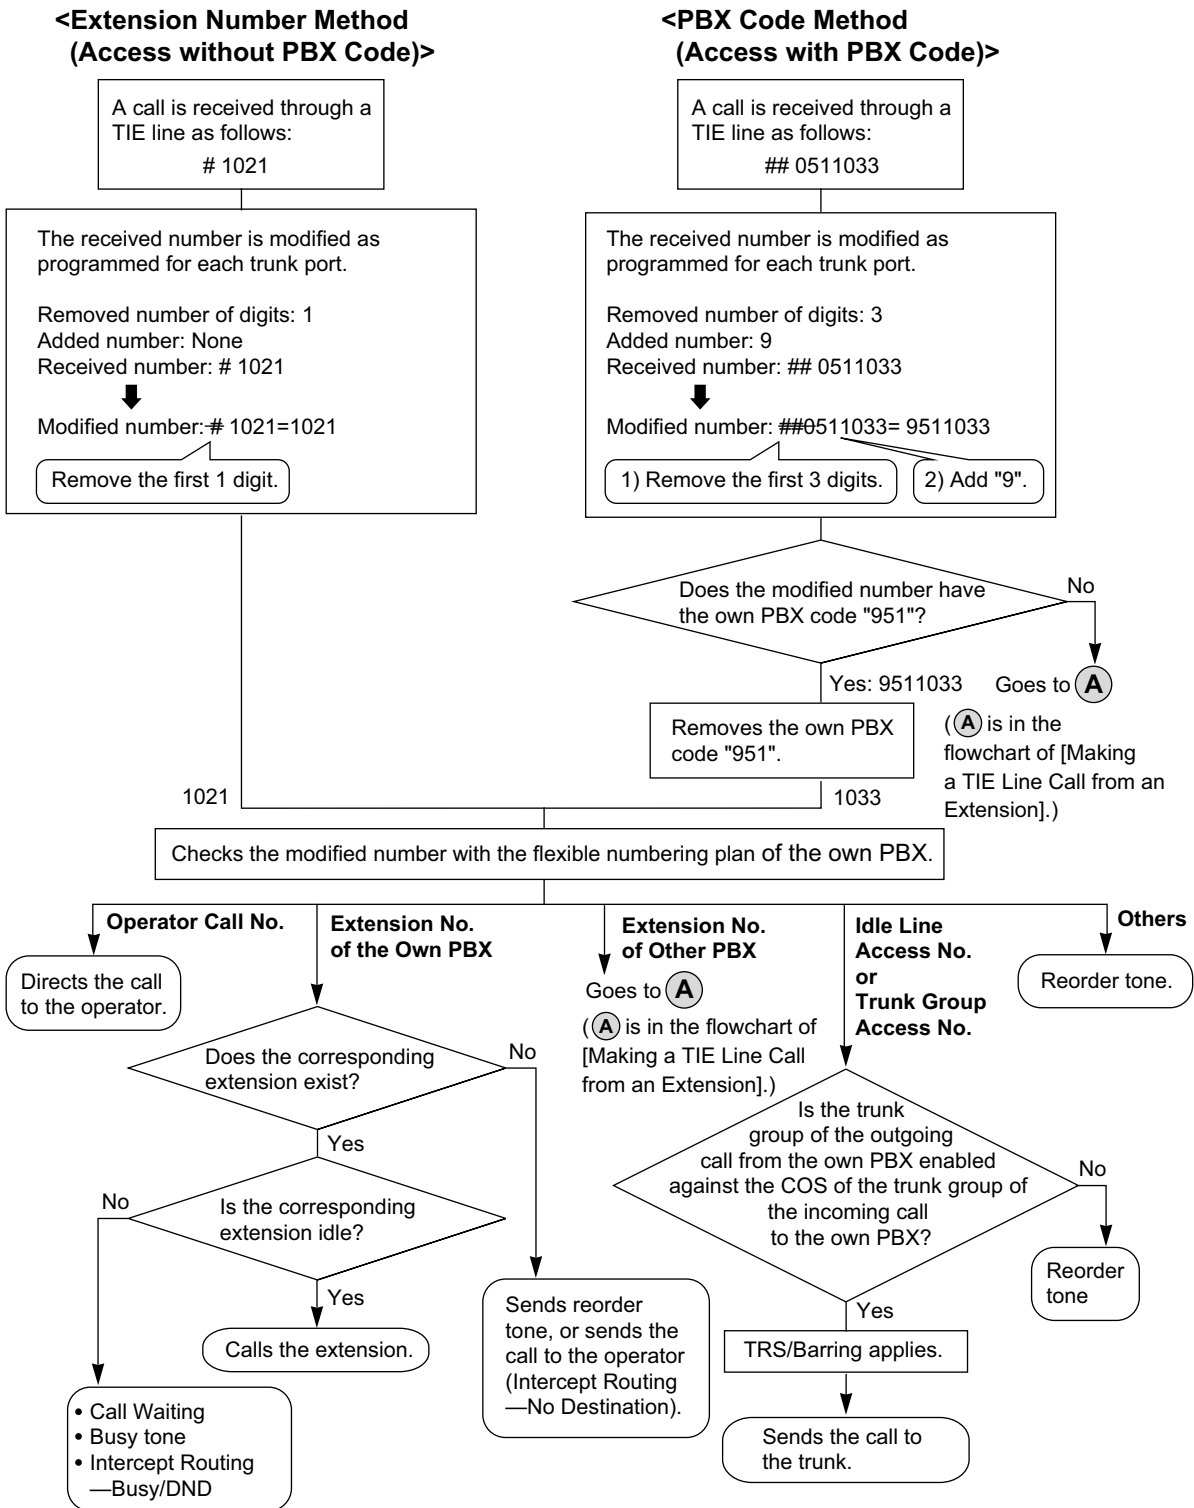 <Extension Number Method
(Access without PBX Code)>
A call is received through a
TIE line as follows:
# 1021
The received number is modified as
programmed for each trunk port.
Removed number of digits: 1
Added number: None
Received number: # 1021
Modified number: # 1021=1021
Remove the first 1 digit.
<PBX Code Method
(Access with PBX Code)>
A call is received through a
TIE line as follows:
## 0511033
The received number is modified as
programmed for each trunk port.
Removed number of digits: 3
Added number: 9
Received number: ## 0511033
Modified number: ##0511033= 9511033
1) Remove the first 3 digits.
2) Add "9".
Does the modified number have
the own PBX code "951"?
No
Goes to A
(A is in the
flowchart of [Making
a TIE Line Call from an
Extension].)
Yes: 9511033
Removes the own PBX
code "951".
1021
1033
Checks the modified number with the flexible numbering plan of the own PBX.
Operator Call No.
Directs the call
to the operator.
Extension No.
of the Own PBX
Does the corresponding
extension exist?
No
Yes
Is the corresponding
extension idle?
No
Yes
Calls the extension.
• Call Waiting
• Busy tone
• Intercept Routing
—Busy/DND
Sends reorder
tone, or sends the
call to the operator
(Intercept Routing
—No Destination).
Extension No.
of Other PBX
Goes to A
(A is in the flowchart of
[Making a TIE Line Call
from an Extension].)
Idle Line
Access No.
or
Trunk Group
Access No.
Is the trunk
group of the outgoing
call from the own PBX enabled
against the COS of the trunk group of
the incoming call
to the own PBX?
No
Reorder
tone
Yes
TRS/Barring applies.
Sends the call to
the trunk.
Others
Reorder tone.